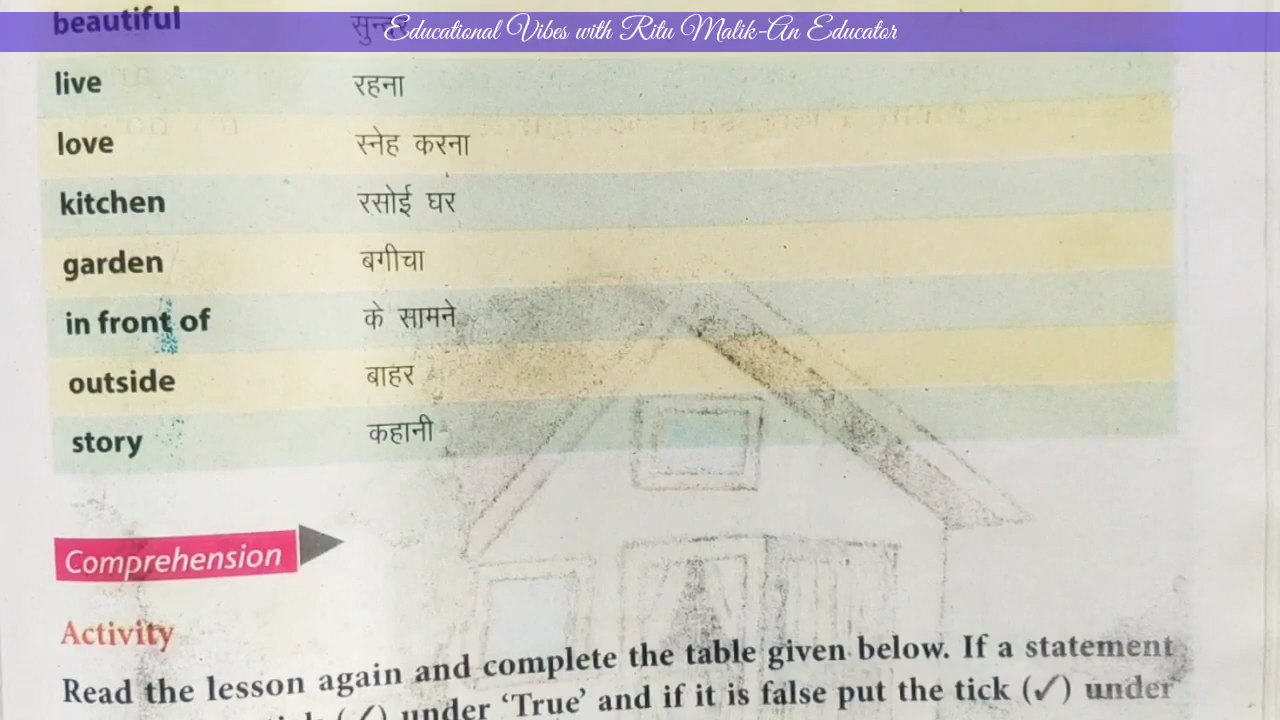 Educational Vibes with Ritu Malik-An Educator
beautiful सुन्दर
live रहना
love स्नेह करना
kitchen रसोई घर
garden बगीचा
in front of के सामने
outside बाहर
story कहानी
Comprehension
Activity
Read the lesson again and complete the table given below. If a statement
under ‘True’ and if it is false put the tick (✓) under